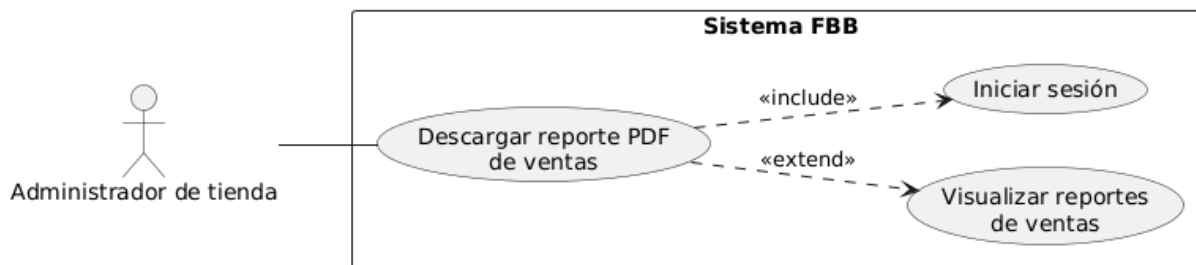 Sistema FBB
Iniciar sesión
«include»
Descargar reporte PDF
de ventas
«extend»
Administrador de tienda
Visualizar reportes
de ventas